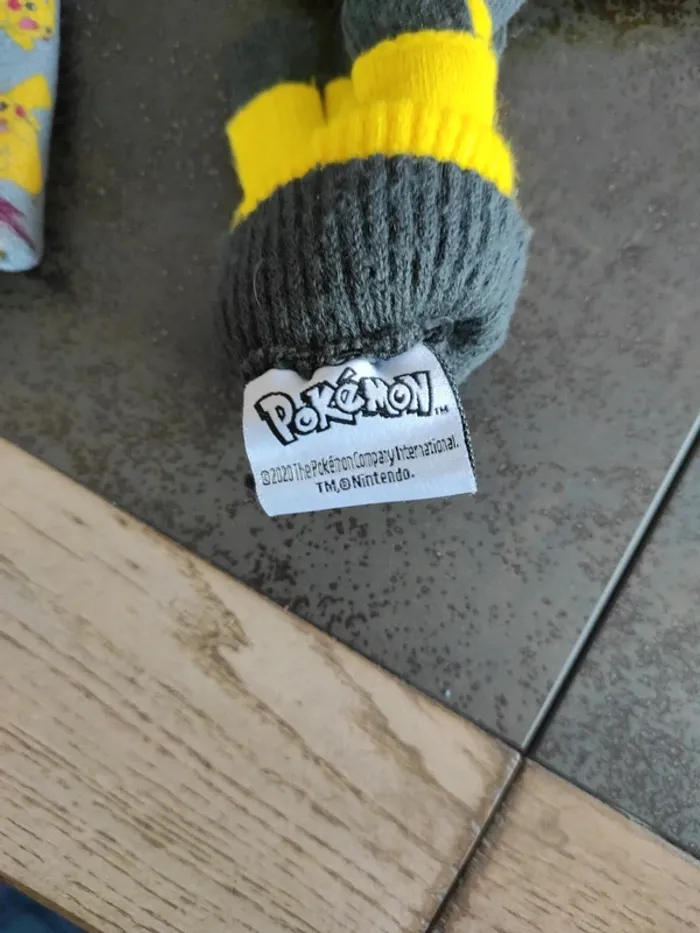 POKéMON™
©2020 The Pokémon Company International.
TM,® Nintendo.